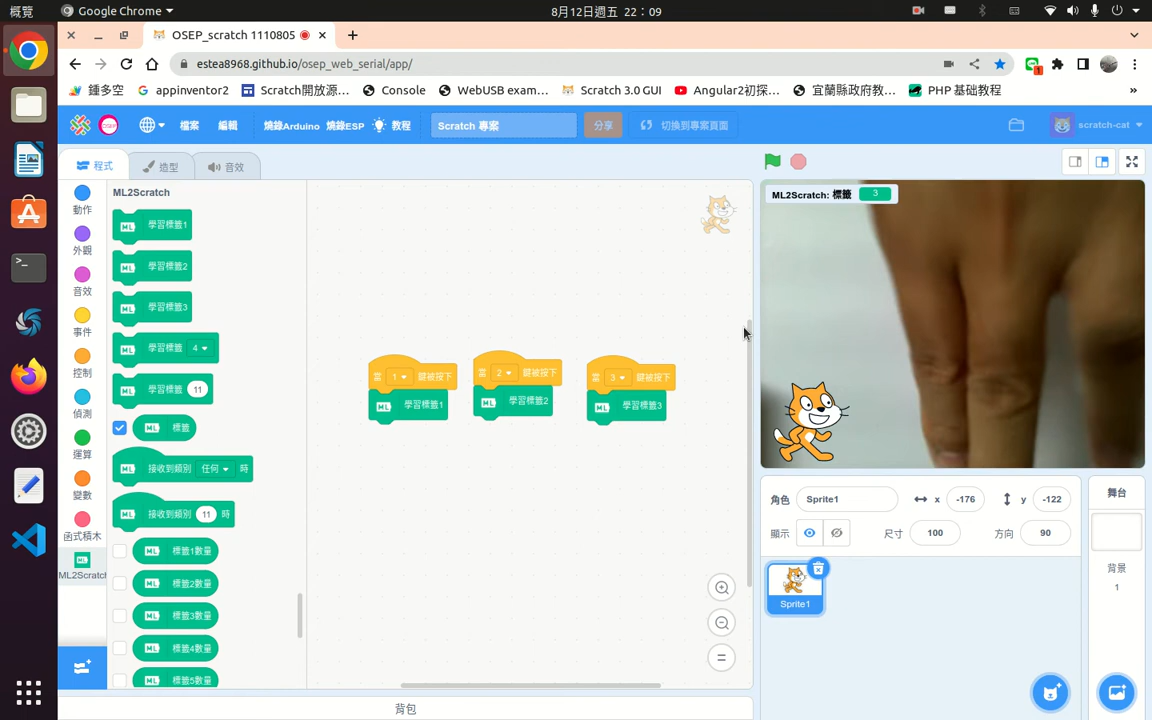 概覽
Google Chrome
8月12日週五 22：09
OSEP_scratch 1110805
estea8968.github.io/osep_web_serial/app/
鍾多空
appinventor2
Scratch開放源…
Console
WebUSB exam…
Scratch 3.0 GUI
Angular2初探…
宜蘭縣政府教…
PHP 基础教程
OSEP
檔案
編輯
燒錄Arduino
燒錄ESP
教程
Scratch 專案
分享
切換到專案頁面
scratch-cat
程式
造型
音效
動作
外觀
音效
事件
控制
偵測
運算
變數
函式積木
ML2Scratch
ML2Scratch
學習標籤1
學習標籤2
學習標籤3
學習標籤 4
學習標籤 11
標籤
接收到類別 任何 時
接收到類別 11 時
標籤1數量
標籤2數量
標籤3數量
標籤4數量
標籤5數量
當 1 鍵被按下
學習標籤1
當 2 鍵被按下
學習標籤2
當 3 鍵被按下
學習標籤3
背包
ML2Scratch: 標籤 3
角色 Sprite1 x -176 y -122
顯示 尺寸 100 方向 90
Sprite1
舞台
背景
1